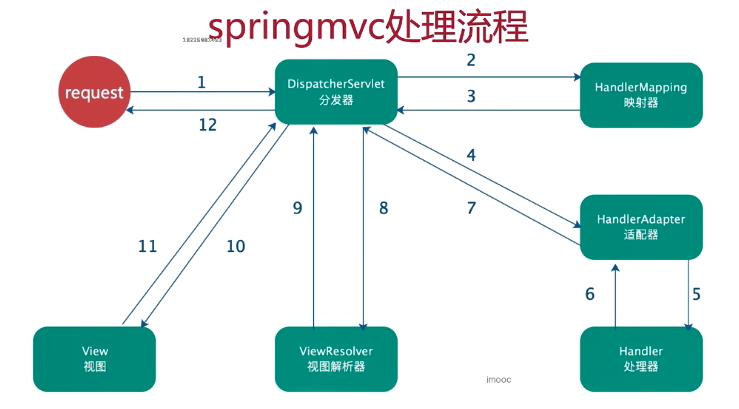 springmvc处理流程
request
1
12
DispatcherServlet
分发器
2
3
HandlerMapping
映射器
4
7
9
8
11
10
HandlerAdapter
适配器
6
5
View
视图
ViewResolver
视图解析器
Handler
处理器
imooc